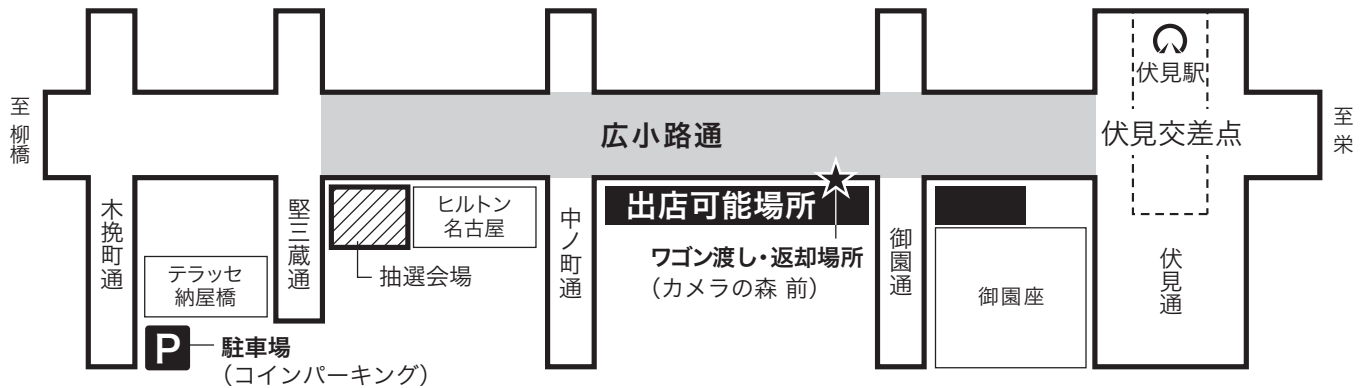 伏見駅
至 柳橋
広小路通
伏見交差点
至 栄
木挽町通
堅三蔵通
ヒルトン
名古屋
中ノ町通
出店可能場所
御園通
伏見通
テラッセ
納屋橋
抽選会場
ワゴン渡し・返却場所
（カメラの森 前）
御園座
P
駐車場
（コインパーキング）